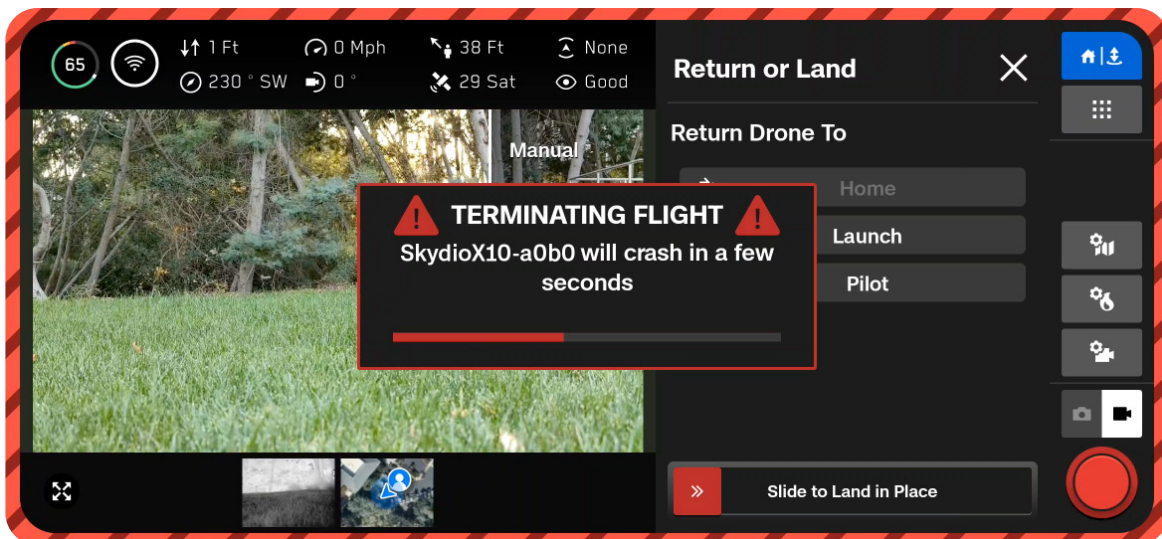 65
1 Ft
0 Mph
38 Ft
None
230 ° SW
0 °
29 Sat
Good
Manual
Return or Land
Return Drone To
Home
Launch
Pilot
TERMINATING FLIGHT
SkydioX10-a0b0 will crash in a few
seconds
Slide to Land in Place